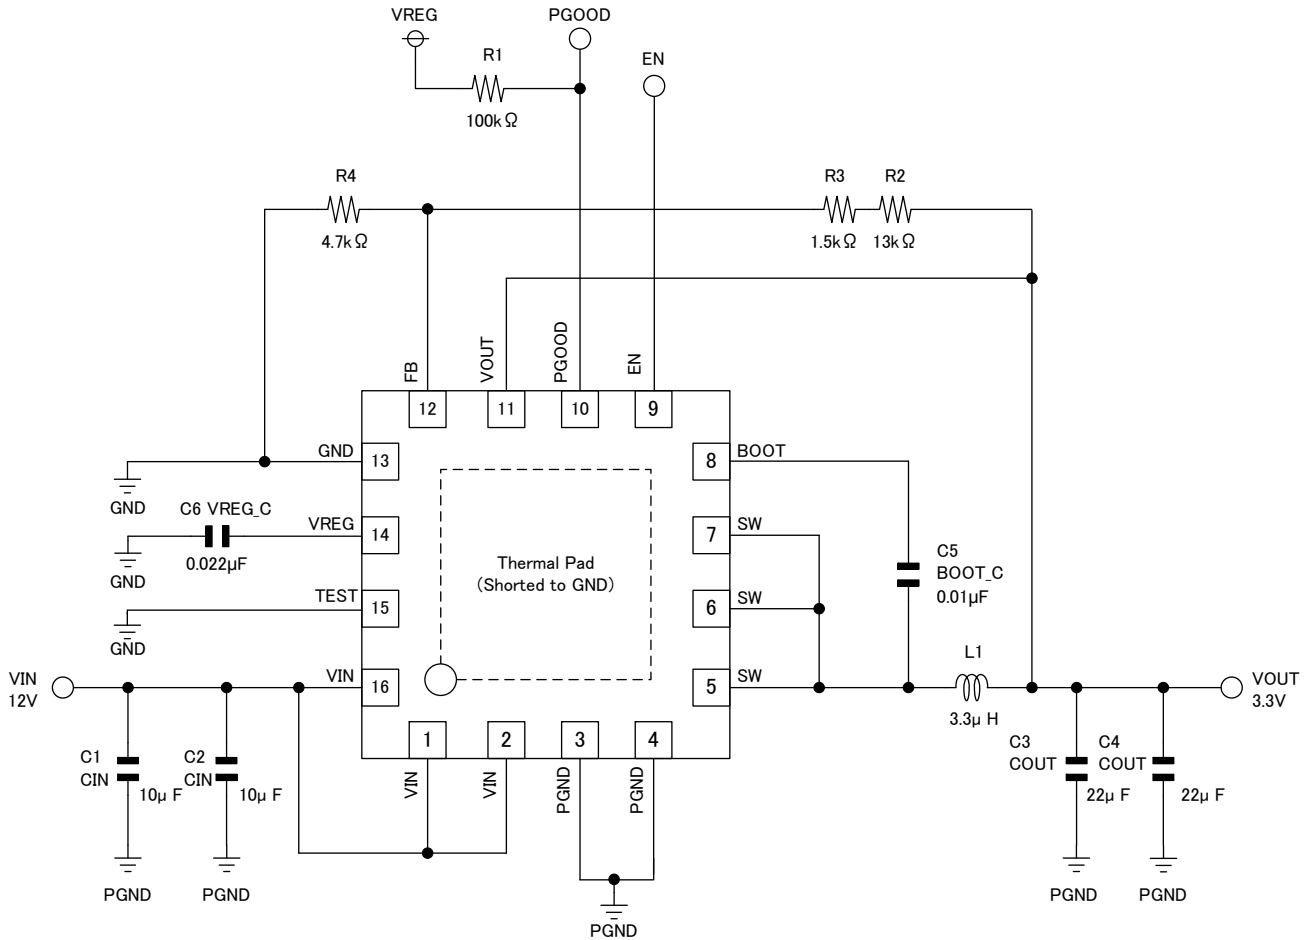 VREG
PGOOD
EN
R1
100kΩ
R4
4.7kΩ
R3
1.5kΩ
R2
13kΩ
FB
VOUT
PGOOD
EN
12
11
10
9
GND
13
8
BOOT
GND
C6 VREG_C
0.022μF
VREG
14
7
SW
GND
Thermal Pad
(Shorted to GND)
C5
BOOT_C
0.01μF
TEST
15
6
SW
GND
L1
3.3μ H
VIN
12V
VIN
16
5
SW
VOUT
3.3V
1
2
3
4
C1
CIN
10μ F
C2
CIN
10μ F
VIN
VIN
PGND
PGND
C3
COUT
22μ F
C4
COUT
22μ F
PGND
PGND
PGND
PGND
PGND